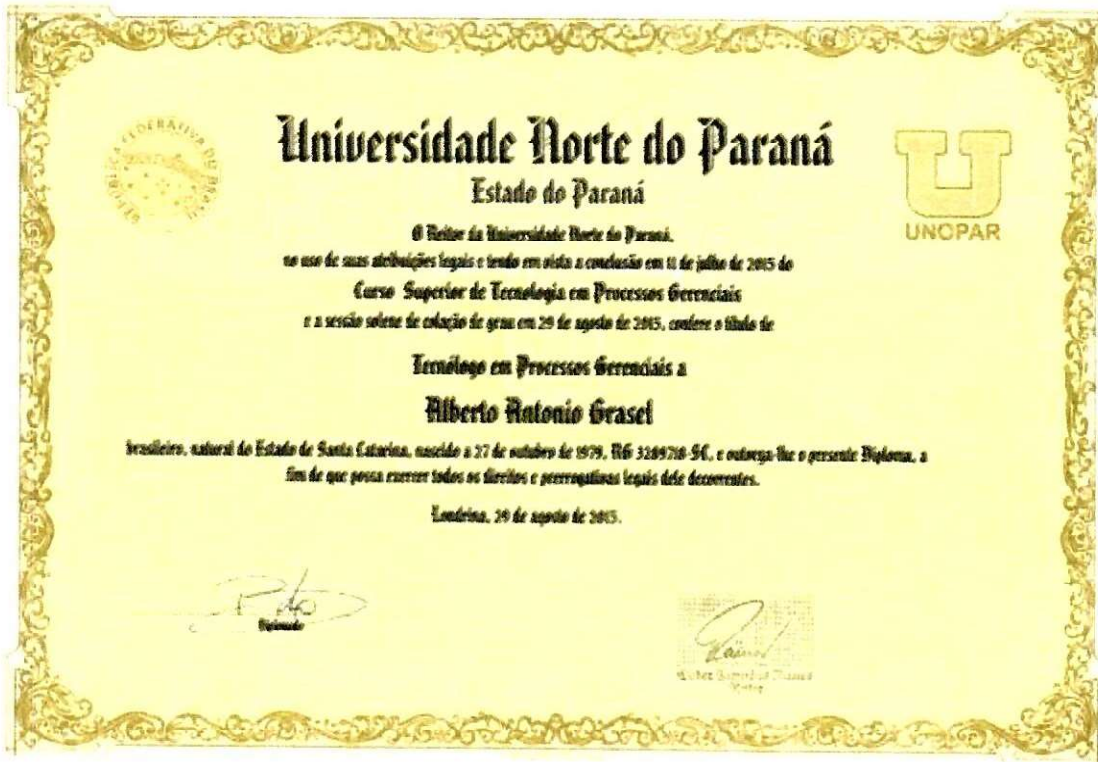 REPÚBLICA FEDERATIVA DO BRASIL
Universidade Norte do Paraná
Estado do Paraná
UNOPAR
O Reitor da Universidade Norte do Paraná,
no uso de suas atribuições legais e tendo em vista a conclusão em 11 de julho de 2015 do
Curso Superior de Tecnologia em Processos Gerenciais
e a sessão solene de colação de grau em 29 de agosto de 2015, confere o título de
Tecnólogo em Processos Gerenciais a
Alberto Antonio Grasel
brasileiro, natural do Estado de Santa Catarina, nascido a 27 de outubro de 1979, RG 3289718-SC, e outorga-lhe o presente Diploma, a
fim de que possa exercer todos os direitos e prerrogativas legais dele decorrentes.
Londrina, 29 de agosto de 2015.
Diplomado
Reitor